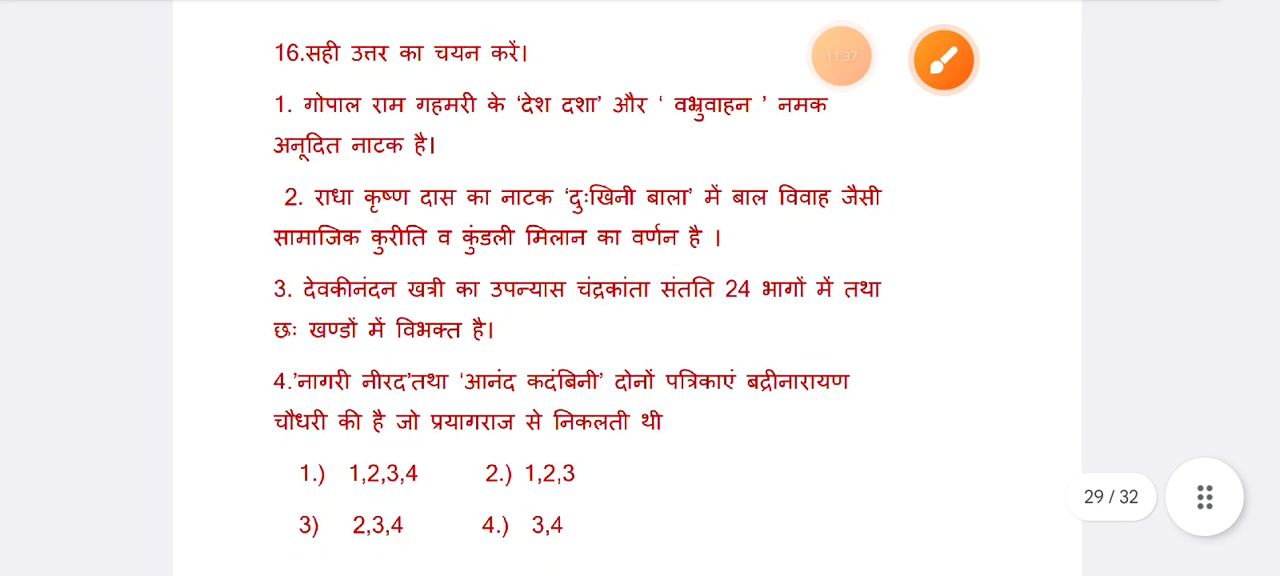 16.सही उत्तर का चयन करें।
11:37
1. गोपाल राम गहमरी के ‘देश दशा’ और ‘ वभ्रुवाहन ’ नमक
अनूदित नाटक है।
2. राधा कृष्ण दास का नाटक ‘दुःखिनी बाला’ में बाल विवाह जैसी
सामाजिक कुरीति व कुंडली मिलान का वर्णन है ।
3. देवकीनंदन खत्री का उपन्यास चंद्रकांता संतति 24 भागों में तथा
छः खण्डों में विभक्त है।
4.’नागरी नीरद’तथा ‘आनंद कदंबिनी’ दोनों पत्रिकाएं बद्रीनारायण
चौधरी की है जो प्रयागराज से निकलती थी
1.) 1,2,3,4 2.) 1,2,3
29 / 32
3) 2,3,4 4.) 3,4